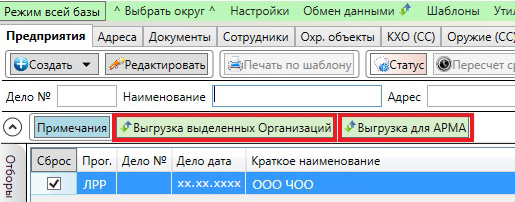 Режим всей базы ^ Выбрать округ ^ Настройки Обмен данными Шаблоны Ути
Предприятия Адреса Документы Сотрудники Охр. объекты КХО (СС) Оружие (СС)
Создать Редактировать Печать по шаблону Статус Пересчет ср
Дело № Наименование Адрес
Примечания Выгрузка выделенных Организаций Выгрузка для АРМА
Отборы
Сброс Прог. Дело № Дело дата Краткое наименование
ЛРР xx.xx.xxxx ООО ЧОО